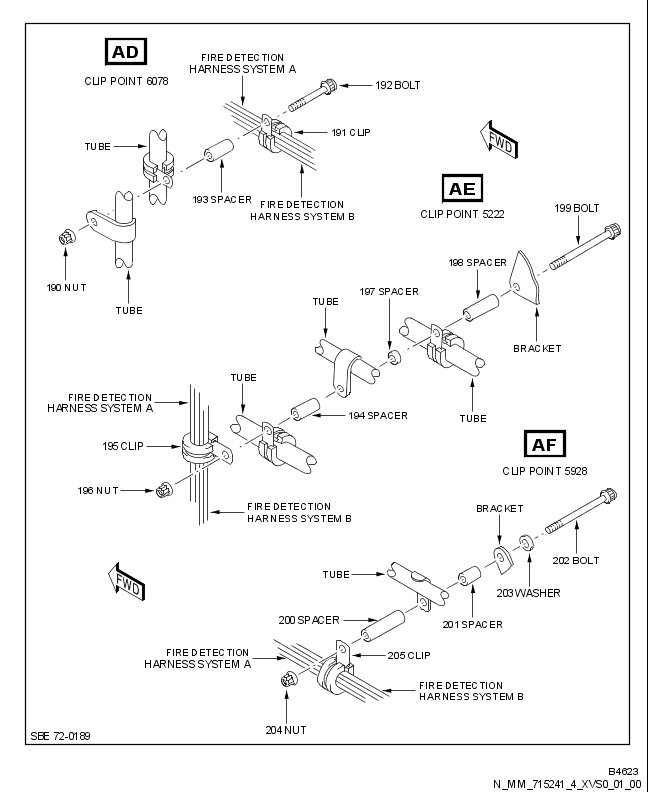 AD
CLIP POINT 6078
FIRE DETECTION
HARNESS SYSTEM A
192 BOLT
191 CLIP
TUBE
193 SPACER
FIRE DETECTION
HARNESS SYSTEM B
190 NUT
TUBE
FWD
AE
CLIP POINT 5222
199 BOLT
198 SPACER
197 SPACER
TUBE
BRACKET
TUBE
TUBE
FIRE DETECTION
HARNESS SYSTEM A
194 SPACER
195 CLIP
196 NUT
FIRE DETECTION
HARNESS SYSTEM B
AF
CLIP POINT 5928
BRACKET
202 BOLT
203 WASHER
TUBE
201 SPACER
200 SPACER
FWD
FIRE DETECTION
HARNESS SYSTEM A
205 CLIP
FIRE DETECTION
HARNESS SYSTEM B
204 NUT
SBE 72-0189
B4623
N_MM_715241_4_XVS0_01_00